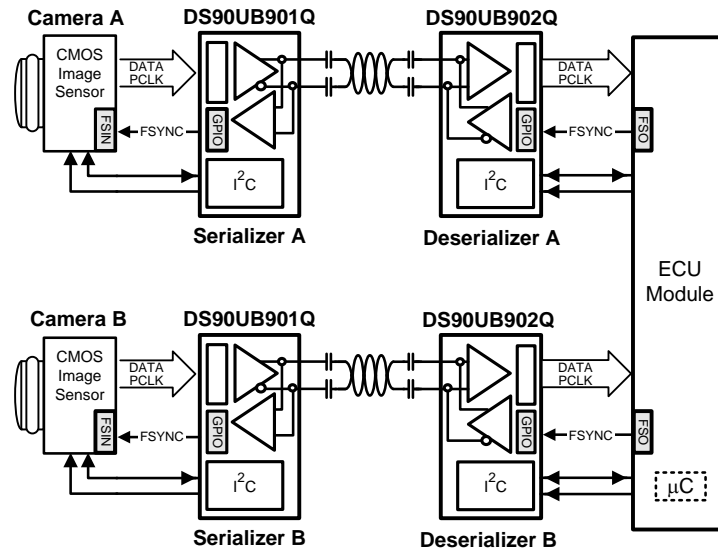 Camera A
DS90UB901Q
DS90UB902Q
CMOS
Image
Sensor
DATA
PCLK
DATA
PCLK
FSIN
FSYNC
GPIO
GPIO
FSYNC
FSO
I²C
I²C
Serializer A
Deserializer A
ECU
Module
Camera B
DS90UB901Q
DS90UB902Q
CMOS
Image
Sensor
DATA
PCLK
DATA
PCLK
FSIN
FSYNC
GPIO
GPIO
FSYNC
FSO
I²C
I²C
μC
Serializer B
Deserializer B